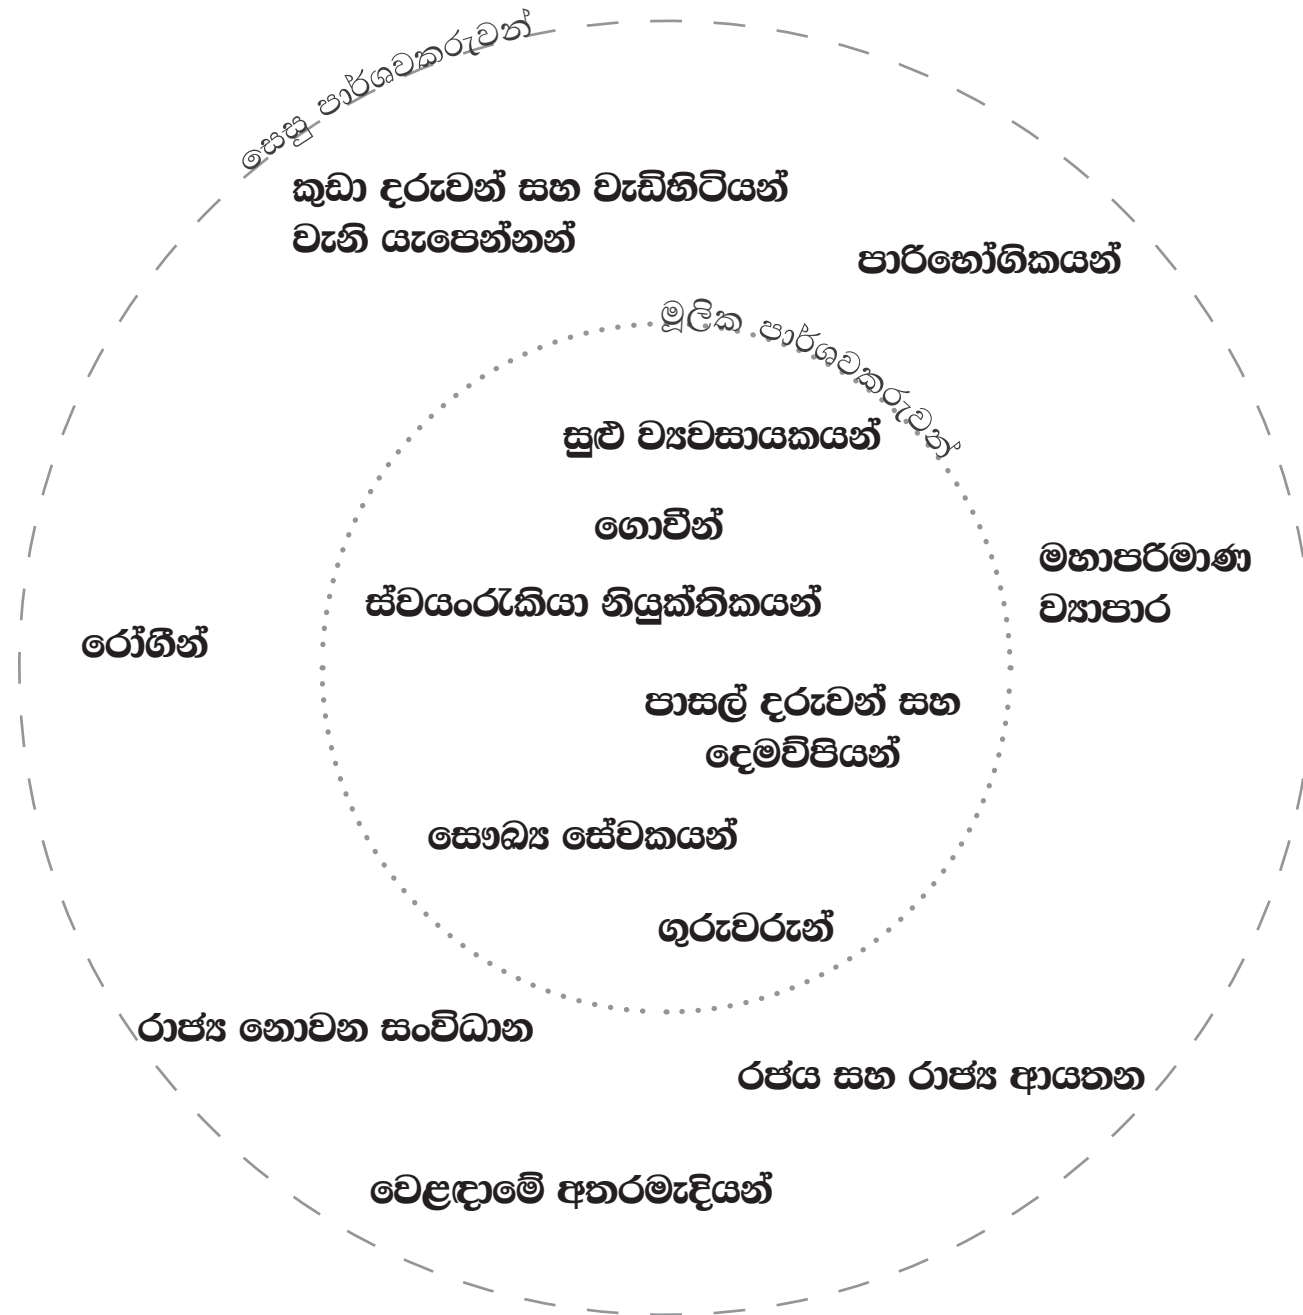 සෙසු පාර්ශවකරුවන්
කුඩා දරුවන් සහ වැඩිහිටියන්
වැනි යැපෙන්නන්
පාරිභෝගිකයන්
මූලික පාර්ශවකරුවන්
සුළු ව්‍යවසායකයන්
ගොවීන්
මහාපරිමාණ
ව්‍යාපාර
ස්වයංරැකියා නියුක්තිකයන්
රෝගීන්
පාසල් දරුවන් සහ
දෙමව්පියන්
සෞඛ්‍ය සේවකයන්
ගුරුවරුන්
රාජ්‍ය නොවන සංවිධාන
රජය සහ රාජ්‍ය ආයතන
වෙළඳාමේ අතරමැදියන්